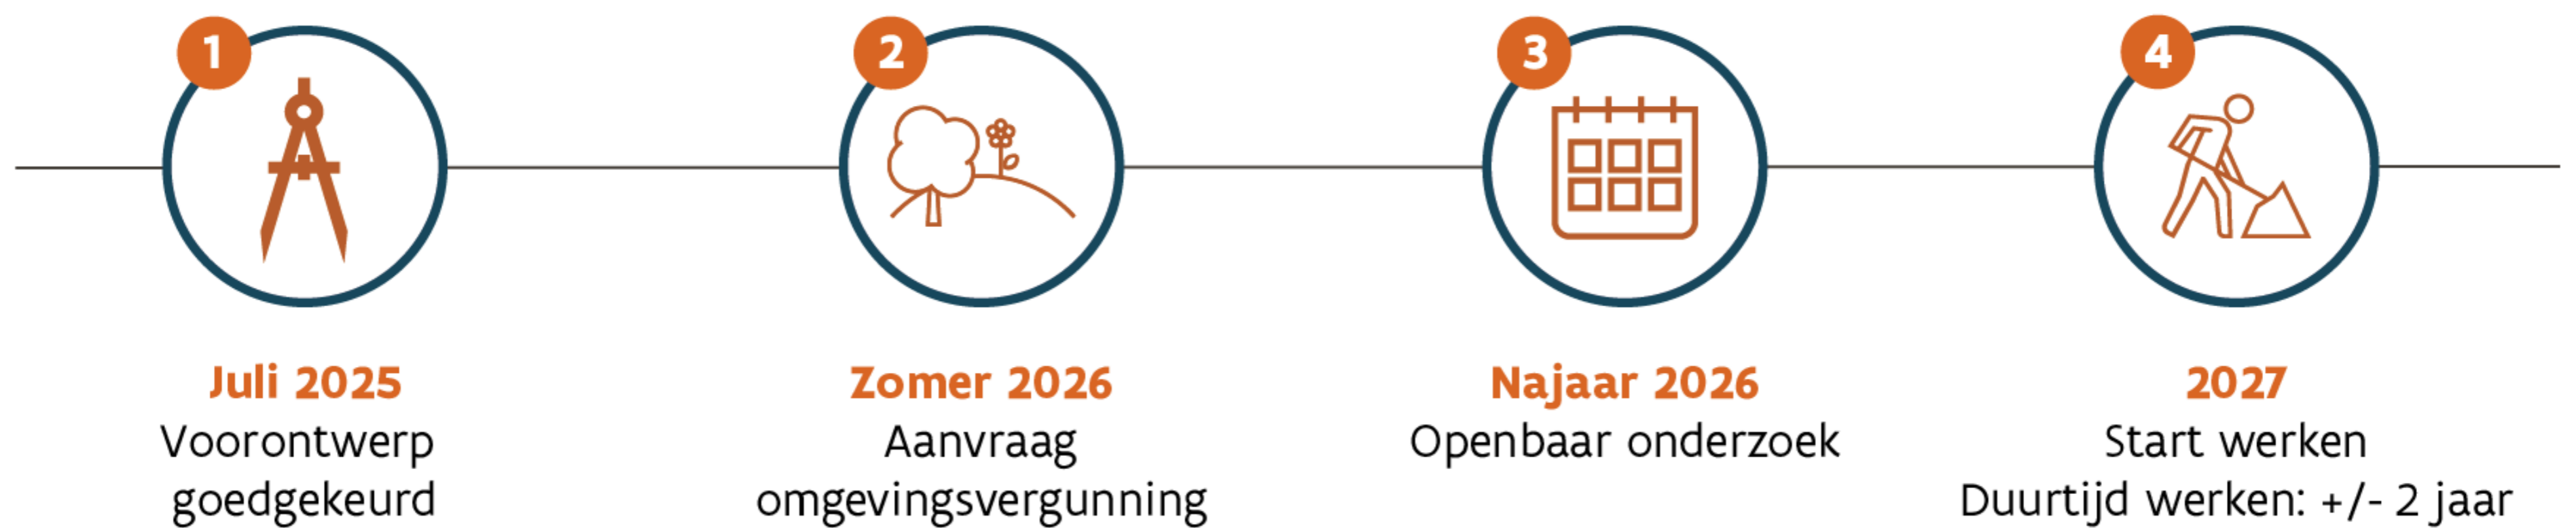 1
Juli 2025
Voorontwerp
goedgekeurd
2
Zomer 2026
Aanvraag
omgevingsvergunning
3
Najaar 2026
Openbaar onderzoek
4
2027
Start werken
Duurtijd werken: +/- 2 jaar